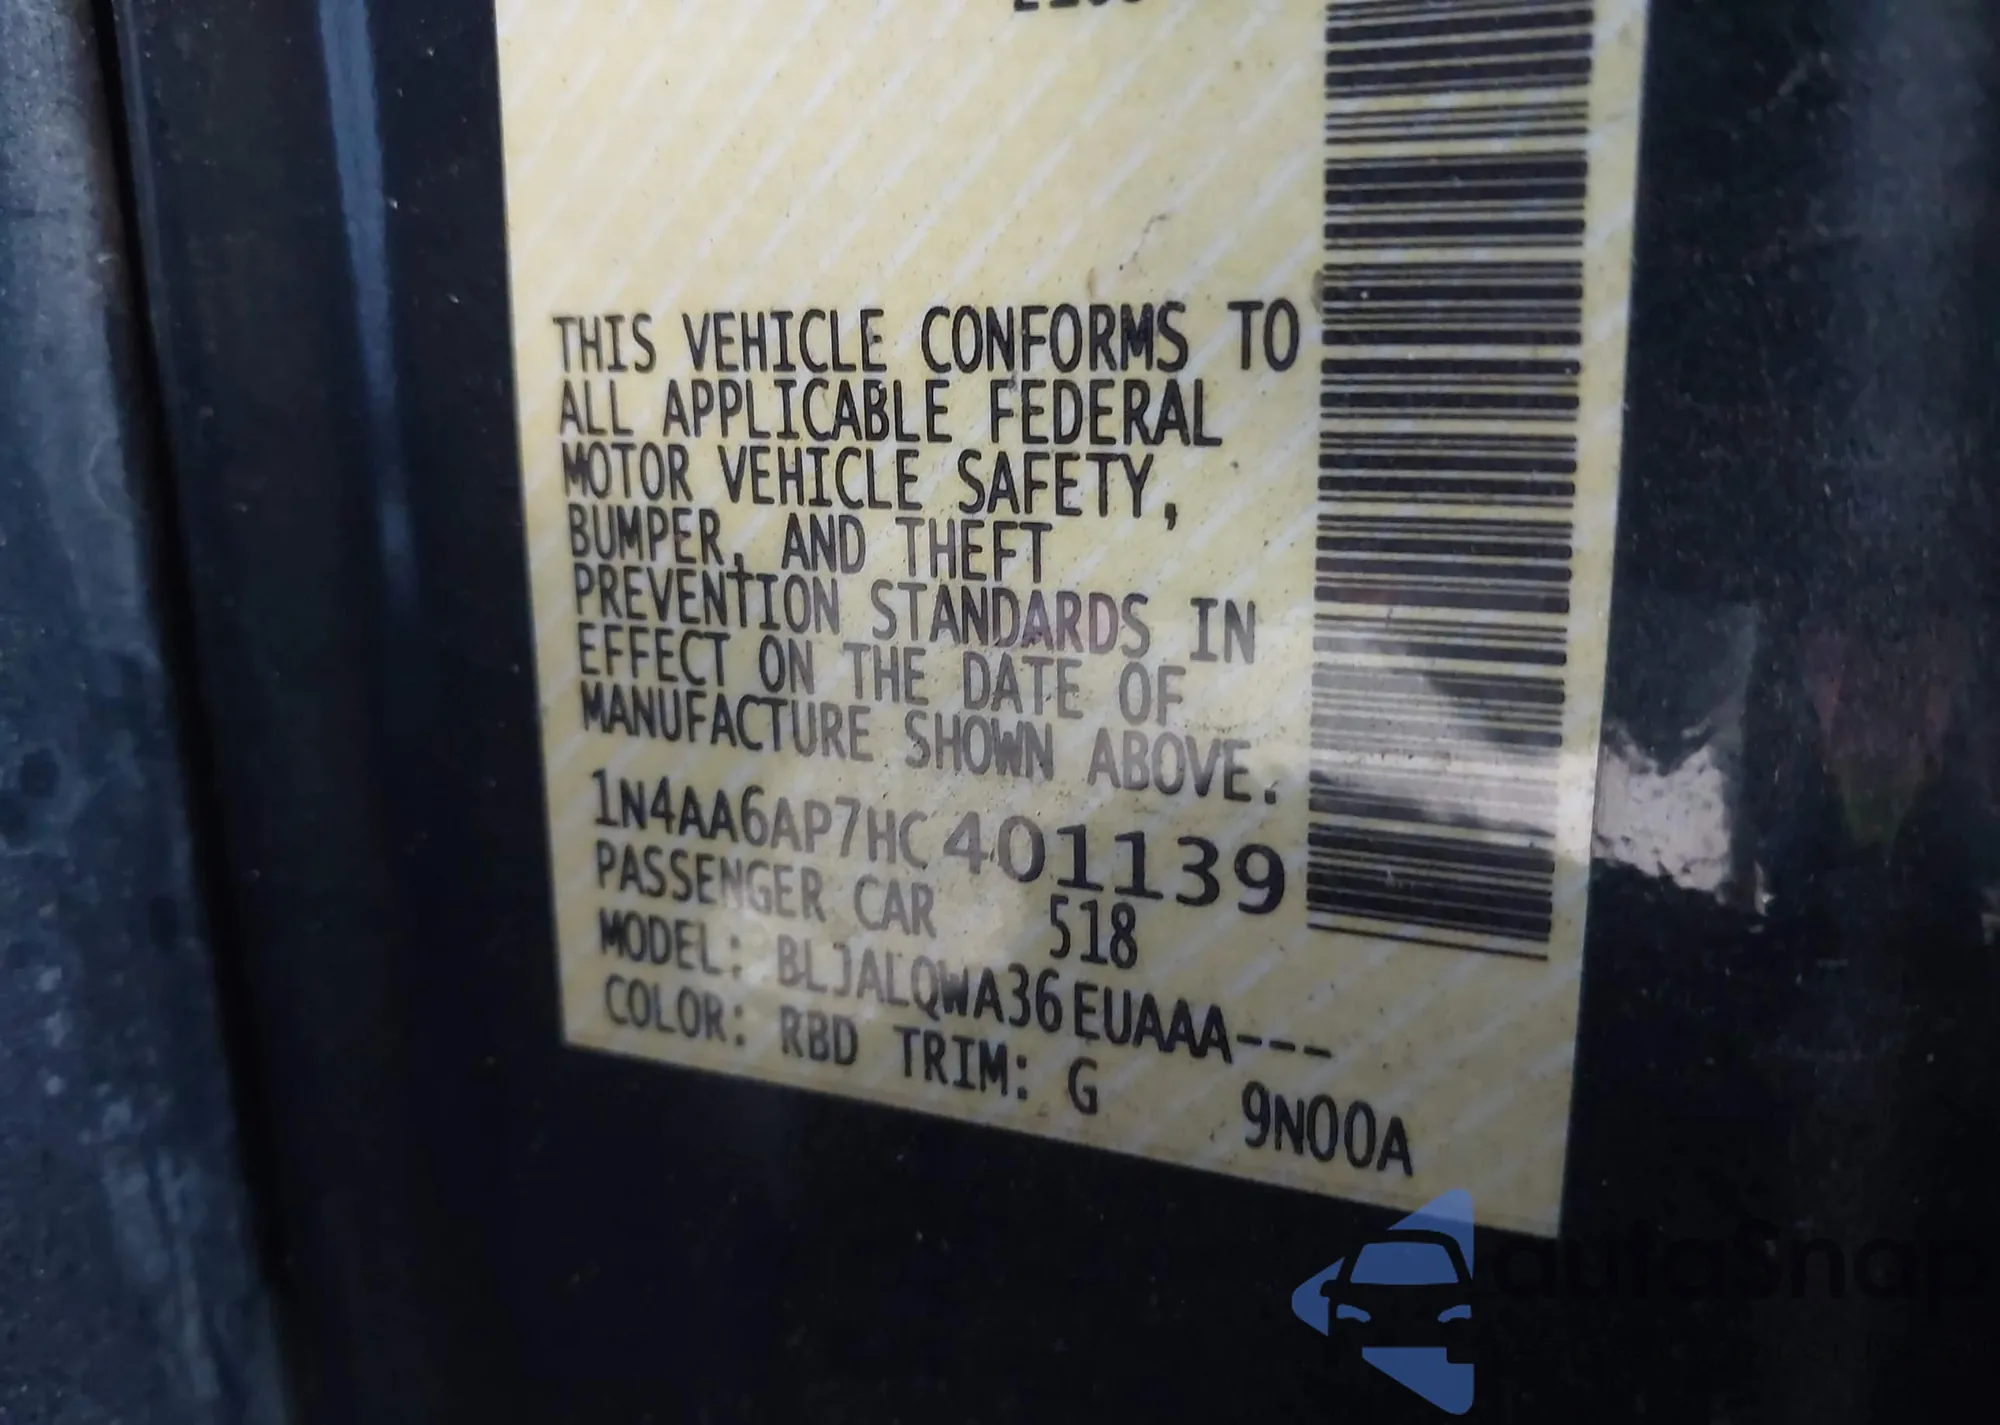 THIS VEHICLE CONFORMS TO
ALL APPLICABLE FEDERAL
MOTOR VEHICLE SAFETY,
BUMPER, AND THEFT
PREVENTION STANDARDS IN
EFFECT ON THE DATE OF
MANUFACTURE SHOWN ABOVE.
1N4AA6AP7HC401139
PASSENGER CAR 518
MODEL: BLJALQWA36EUAAA---
COLOR: RBD TRIM: G 9N00A
autoSnap